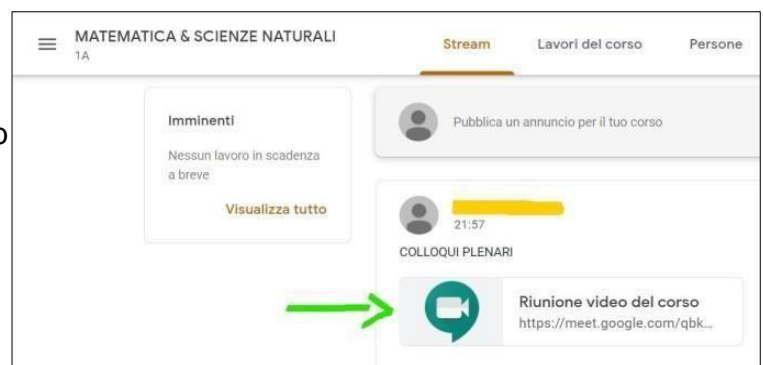 MATEMATICA & SCIENZE NATURALI
1A
Stream
Lavori del corso
Persone
Imminenti
Nessun lavoro in scadenza
a breve
Visualizza tutto
Pubblica un annuncio per il tuo corso
21:57
COLLOQUI PLENARI
Riunione video del corso
https://meet.google.com/qbk...
o